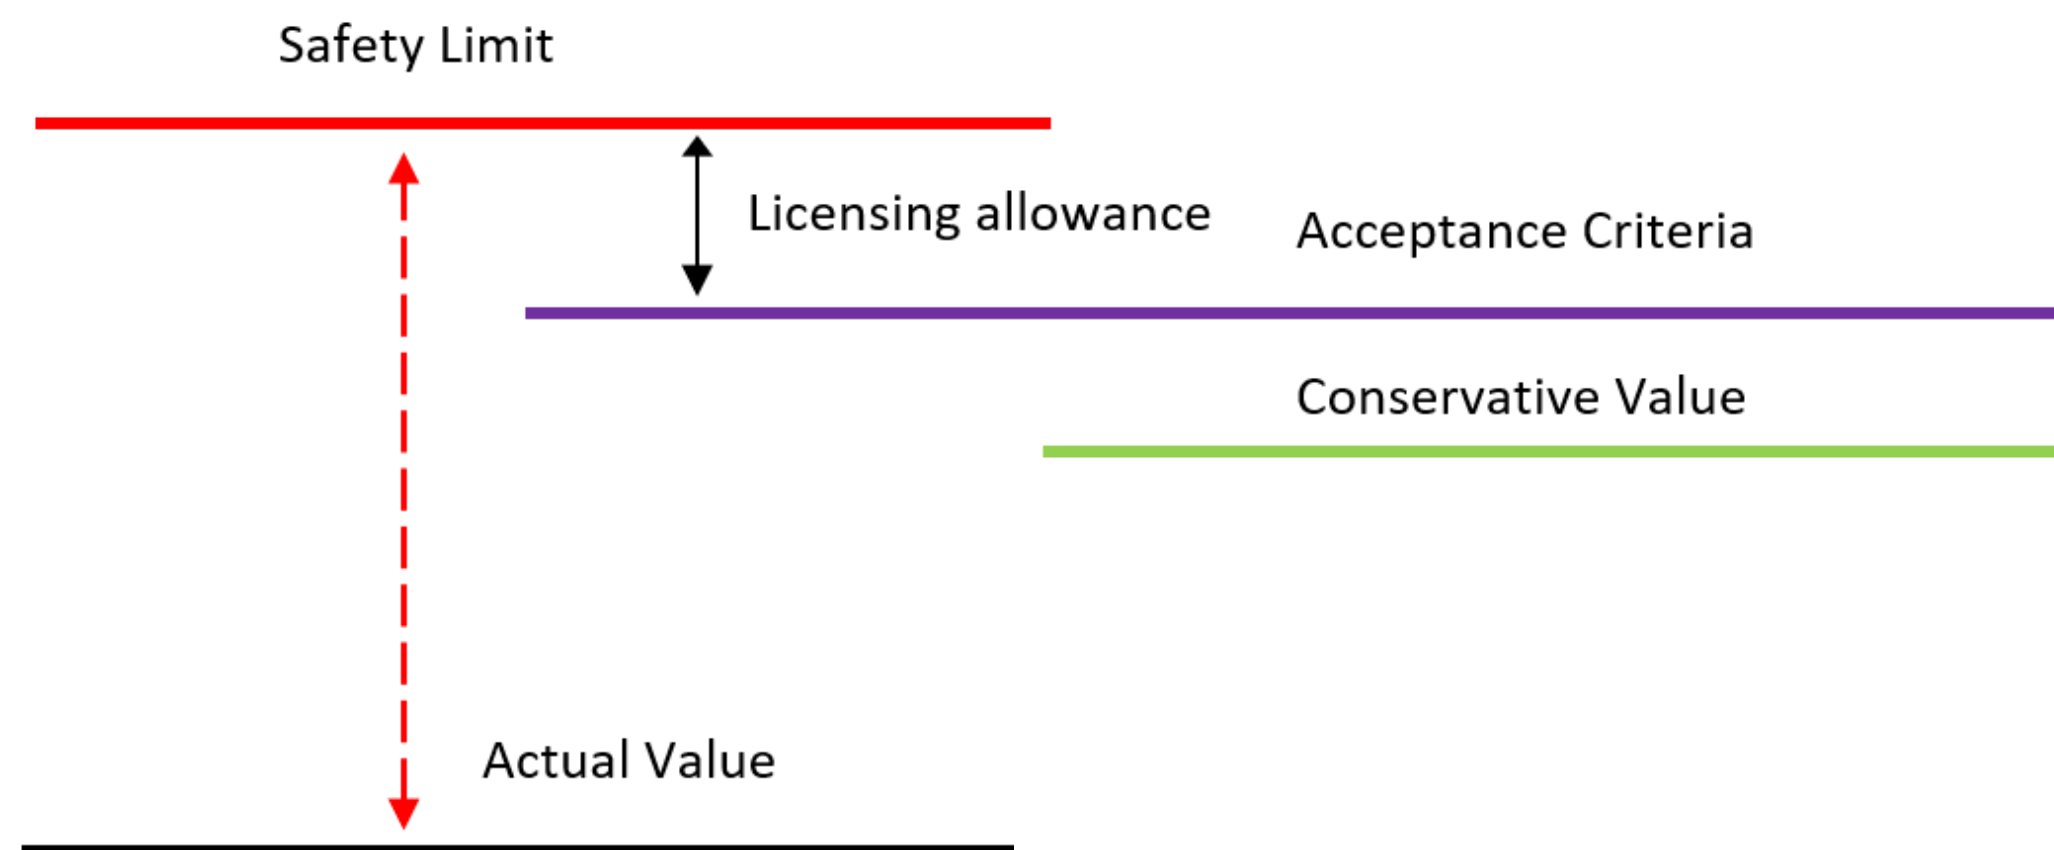 Safety Limit
Licensing allowance
Acceptance Criteria
Conservative Value
Actual Value